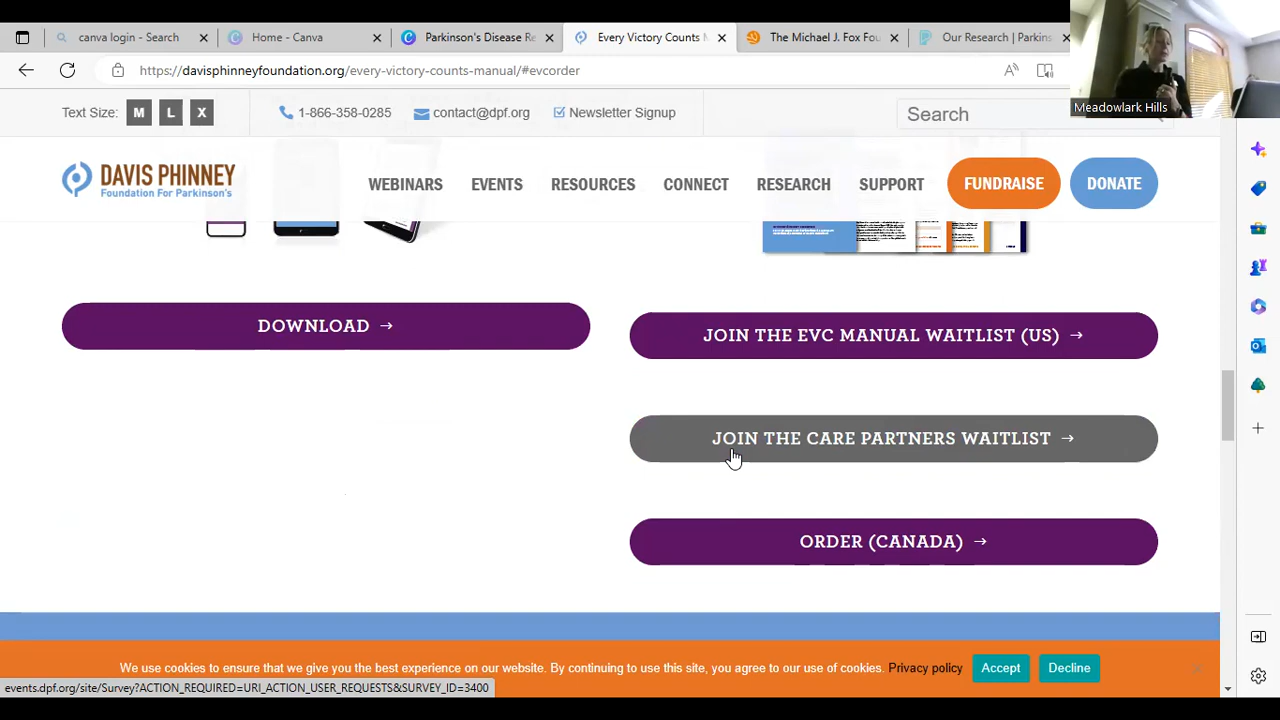 canva login - Search
Home - Canva
Parkinson's Disease Re
Every Victory Counts M
The Michael J. Fox Fou
Our Research | Parkins
https://davisphinneyfoundation.org/every-victory-counts-manual/#evcorder
Meadowlark Hills
Text Size: M L X
1-866-358-0285
contact@dpf.org
Newsletter Signup
Search
DAVIS PHINNEY
Foundation For Parkinson's
WEBINARS
EVENTS
RESOURCES
CONNECT
RESEARCH
SUPPORT
FUNDRAISE
DONATE
DOWNLOAD →
JOIN THE EVC MANUAL WAITLIST (US) →
JOIN THE CARE PARTNERS WAITLIST →
ORDER (CANADA) →
We use cookies to ensure that we give you the best experience on our website. By continuing to use this site, you agree to our use of cookies. Privacy policy
Accept
Decline
events.dpf.org/site/Survey?ACTION_REQUIRED=URI_ACTION_USER_REQUESTS&SURVEY_ID=3400